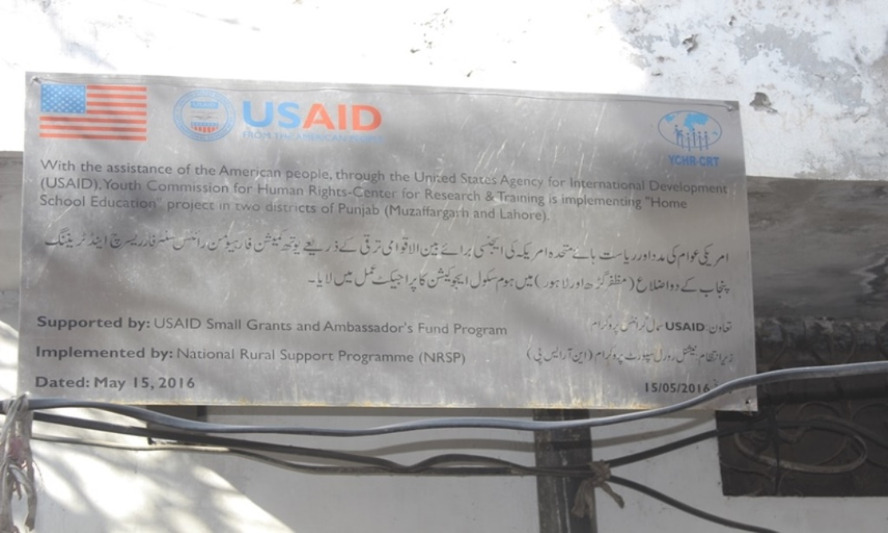 USAID
FROM THE AMERICAN PEOPLE
YCHR-CRT
With the assistance of the American people, through the United States Agency for International Development
(USAID), Youth Commission for Human Rights-Center for Research & Training is implementing "Home
School Education" project in two districts of Punjab (Muzaffargarh and Lahore).
امریکی عوام کی مدد اور ریاست ہائے متحدہ امریکہ کی ایجنسی برائے بین الاقوامی ترقی کے ذریعے یوتھ کمیشن فار ہیومن رائٹس سنٹر فار ریسرچ اینڈ ٹریننگ
پنجاب کے دو اضلاع (مظفر گڑھ اور لاہور) میں ہوم سکول ایجوکیشن کا پراجیکٹ عمل میں لایا۔
Supported by: USAID Small Grants and Ambassador's Fund Program
تعاون: USAID سمال گرانٹس پروگرام
Implemented by: National Rural Support Programme (NRSP)
زیر انتظام: نیشنل رورل سپورٹ پروگرام (این آر ایس پی)
Dated: May 15, 2016
15/05/2016